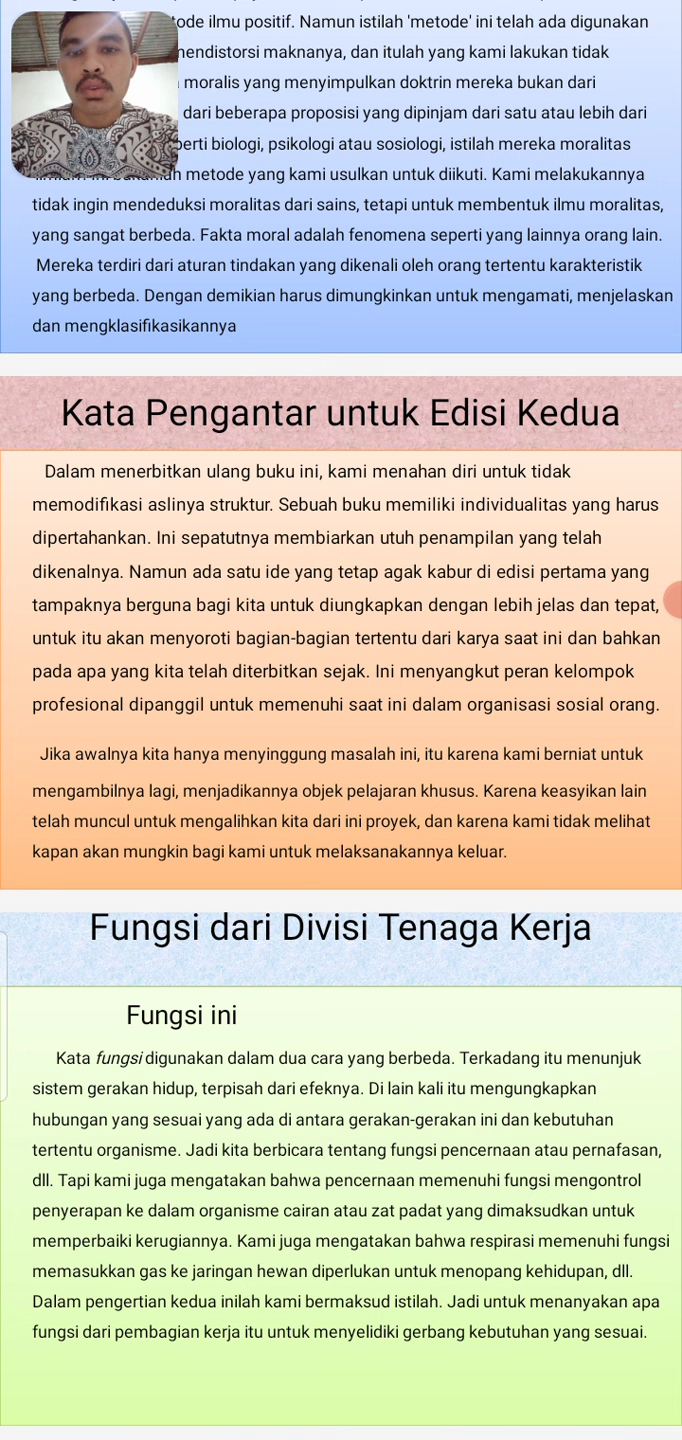 tode ilmu positif. Namun istilah 'metode' ini telah ada digunakan
mendistorsi maknanya, dan itulah yang kami lakukan tidak
moralis yang menyimpulkan doktrin mereka bukan dari
dari beberapa proposisi yang dipinjam dari satu atau lebih dari
perti biologi, psikologi atau sosiologi, istilah mereka moralitas
metode yang kami usulkan untuk diikuti. Kami melakukannya
tidak ingin mendeduksi moralitas dari sains, tetapi untuk membentuk ilmu moralitas,
yang sangat berbeda. Fakta moral adalah fenomena seperti yang lainnya orang lain.
Mereka terdiri dari aturan tindakan yang dikenali oleh orang tertentu karakteristik
yang berbeda. Dengan demikian harus dimungkinkan untuk mengamati, menjelaskan
dan mengklasifikasikannya
Kata Pengantar untuk Edisi Kedua
Dalam menerbitkan ulang buku ini, kami menahan diri untuk tidak
memodifikasi aslinya struktur. Sebuah buku memiliki individualitas yang harus
dipertahankan. Ini sepatutnya membiarkan utuh penampilan yang telah
dikenalnya. Namun ada satu ide yang tetap agak kabur di edisi pertama yang
tampaknya berguna bagi kita untuk diungkapkan dengan lebih jelas dan tepat,
untuk itu akan menyoroti bagian-bagian tertentu dari karya saat ini dan bahkan
pada apa yang kita telah diterbitkan sejak. Ini menyangkut peran kelompok
profesional dipanggil untuk memenuhi saat ini dalam organisasi sosial orang.
Jika awalnya kita hanya menyinggung masalah ini, itu karena kami berniat untuk
mengambilnya lagi, menjadikannya objek pelajaran khusus. Karena keasyikan lain
telah muncul untuk mengalihkan kita dari ini proyek, dan karena kami tidak melihat
kapan akan mungkin bagi kami untuk melaksanakannya keluar.
Fungsi dari Divisi Tenaga Kerja
Fungsi ini
Kata fungsi digunakan dalam dua cara yang berbeda. Terkadang itu menunjuk
sistem gerakan hidup, terpisah dari efeknya. Di lain kali itu mengungkapkan
hubungan yang sesuai yang ada di antara gerakan-gerakan ini dan kebutuhan
tertentu organisme. Jadi kita berbicara tentang fungsi pencernaan atau pernafasan,
dll. Tapi kami juga mengatakan bahwa pencernaan memenuhi fungsi mengontrol
penyerapan ke dalam organisme cairan atau zat padat yang dimaksudkan untuk
memperbaiki kerugiannya. Kami juga mengatakan bahwa respirasi memenuhi fungsi
memasukkan gas ke jaringan hewan diperlukan untuk menopang kehidupan, dll.
Dalam pengertian kedua inilah kami bermaksud istilah. Jadi untuk menanyakan apa
fungsi dari pembagian kerja itu untuk menyelidiki gerbang kebutuhan yang sesuai.